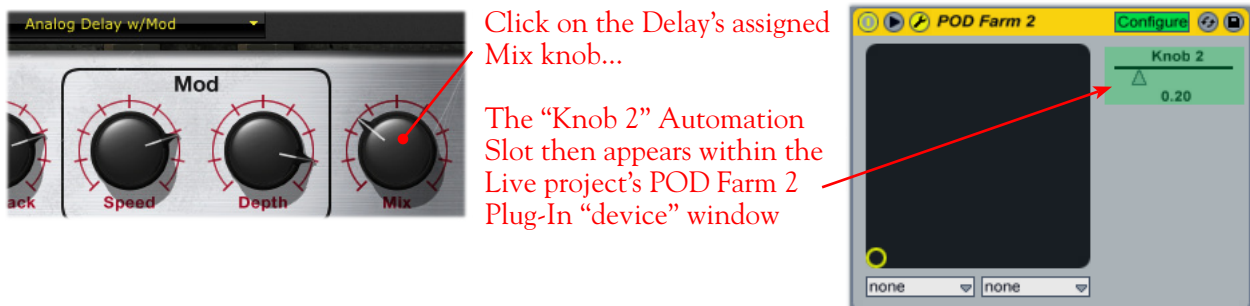 Analog Delay w/Mod
Mod
ack
Speed
Depth
Mix
Click on the Delay's assigned
Mix knob...
The “Knob 2” Automation
Slot then appears within the
Live project's POD Farm 2
Plug-In “device” window
POD Farm 2
Configure
Knob 2
0.20
none
none